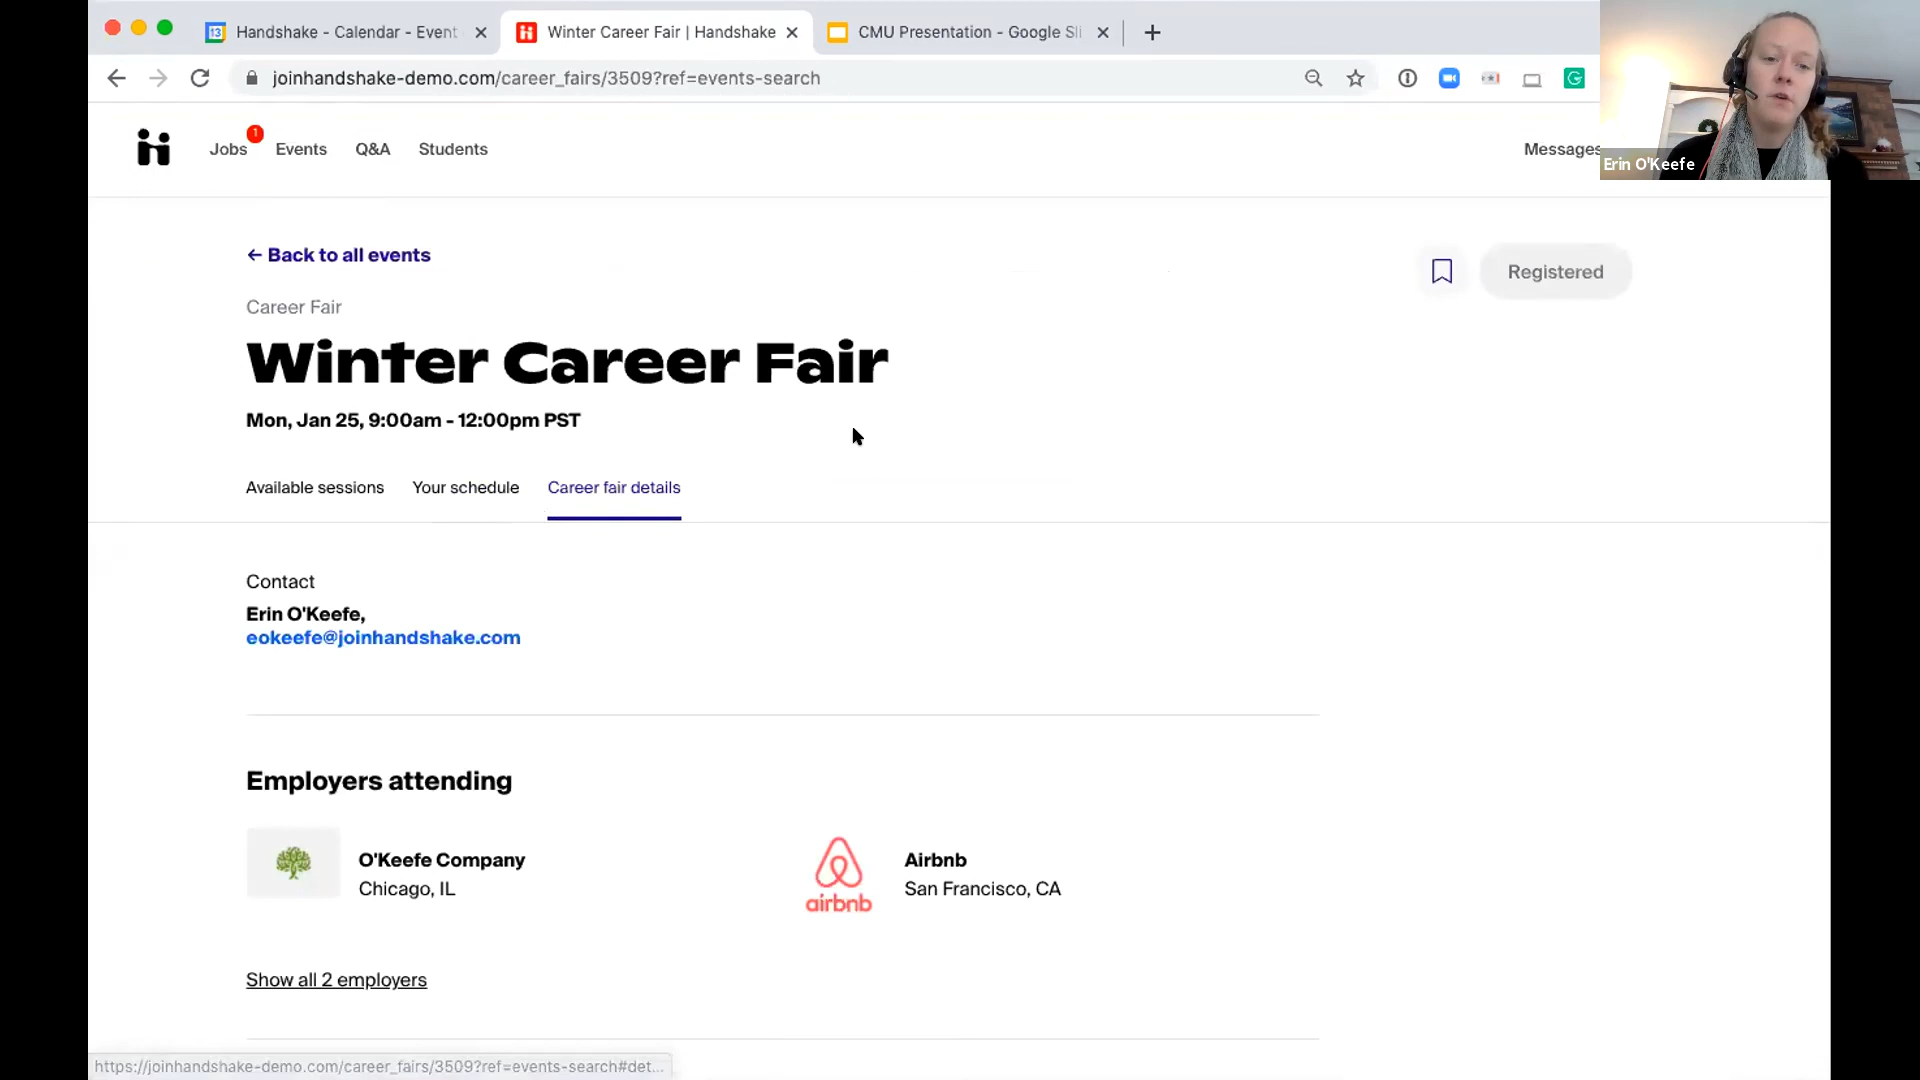 Handshake - Calendar - Event
Winter Career Fair | Handshake
CMU Presentation - Google Sli
joinhandshake-demo.com/career_fairs/3509?ref=events-search
Erin O'Keefe
Jobs
1
Events
Q&A
Students
Messages
← Back to all events
Registered
Career Fair
Winter Career Fair
Mon, Jan 25, 9:00am - 12:00pm PST
Available sessions
Your schedule
Career fair details
Contact
Erin O'Keefe,
eokeefe@joinhandshake.com
Employers attending
O'Keefe Company
Chicago, IL
airbnb
Airbnb
San Francisco, CA
Show all 2 employers
https://joinhandshake-demo.com/career_fairs/3509?ref=events-search#det...